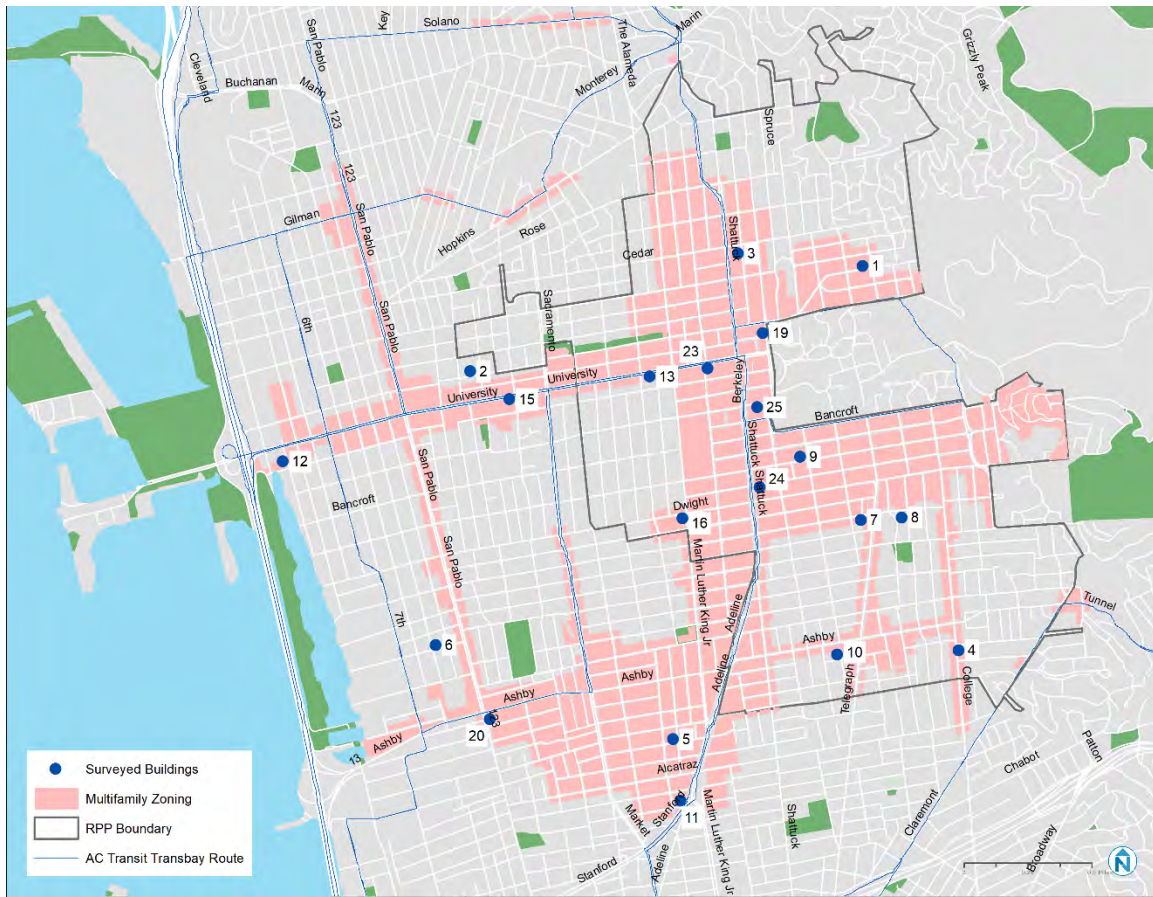 Solano
Key
San Pablo
The Alameda
Marin
Grizzly Peak
Cleveland
Buchanan
Marin
Monterey
123
Spruce
123
Gilman
San Pablo
Hopkins
Rose
Cedar
Shattuck
3
1
6th
San Pablo
Sacramento
19
23
2
University
13
Berkeley
University
15
25
Bancroft
12
Shattuck
9
San Pablo
Bancroft
24
Shattuck
Dwight
16
7
8
Martin Luther King Jr
San Pablo
7th
Adeline
Tunnel
Ashby
6
10
4
Ashby
Adeline
Telegraph
College
Ashby
123
20
Ashby
13
5
Alcatraz
Patton
Chabot
Stanford
11
Market
Martin Luther King Jr
Shattuck
Claremont
Broadway
Stanford
Adeline
Surveyed Buildings
Multifamily Zoning
RPP Boundary
AC Transit Transbay Route
N